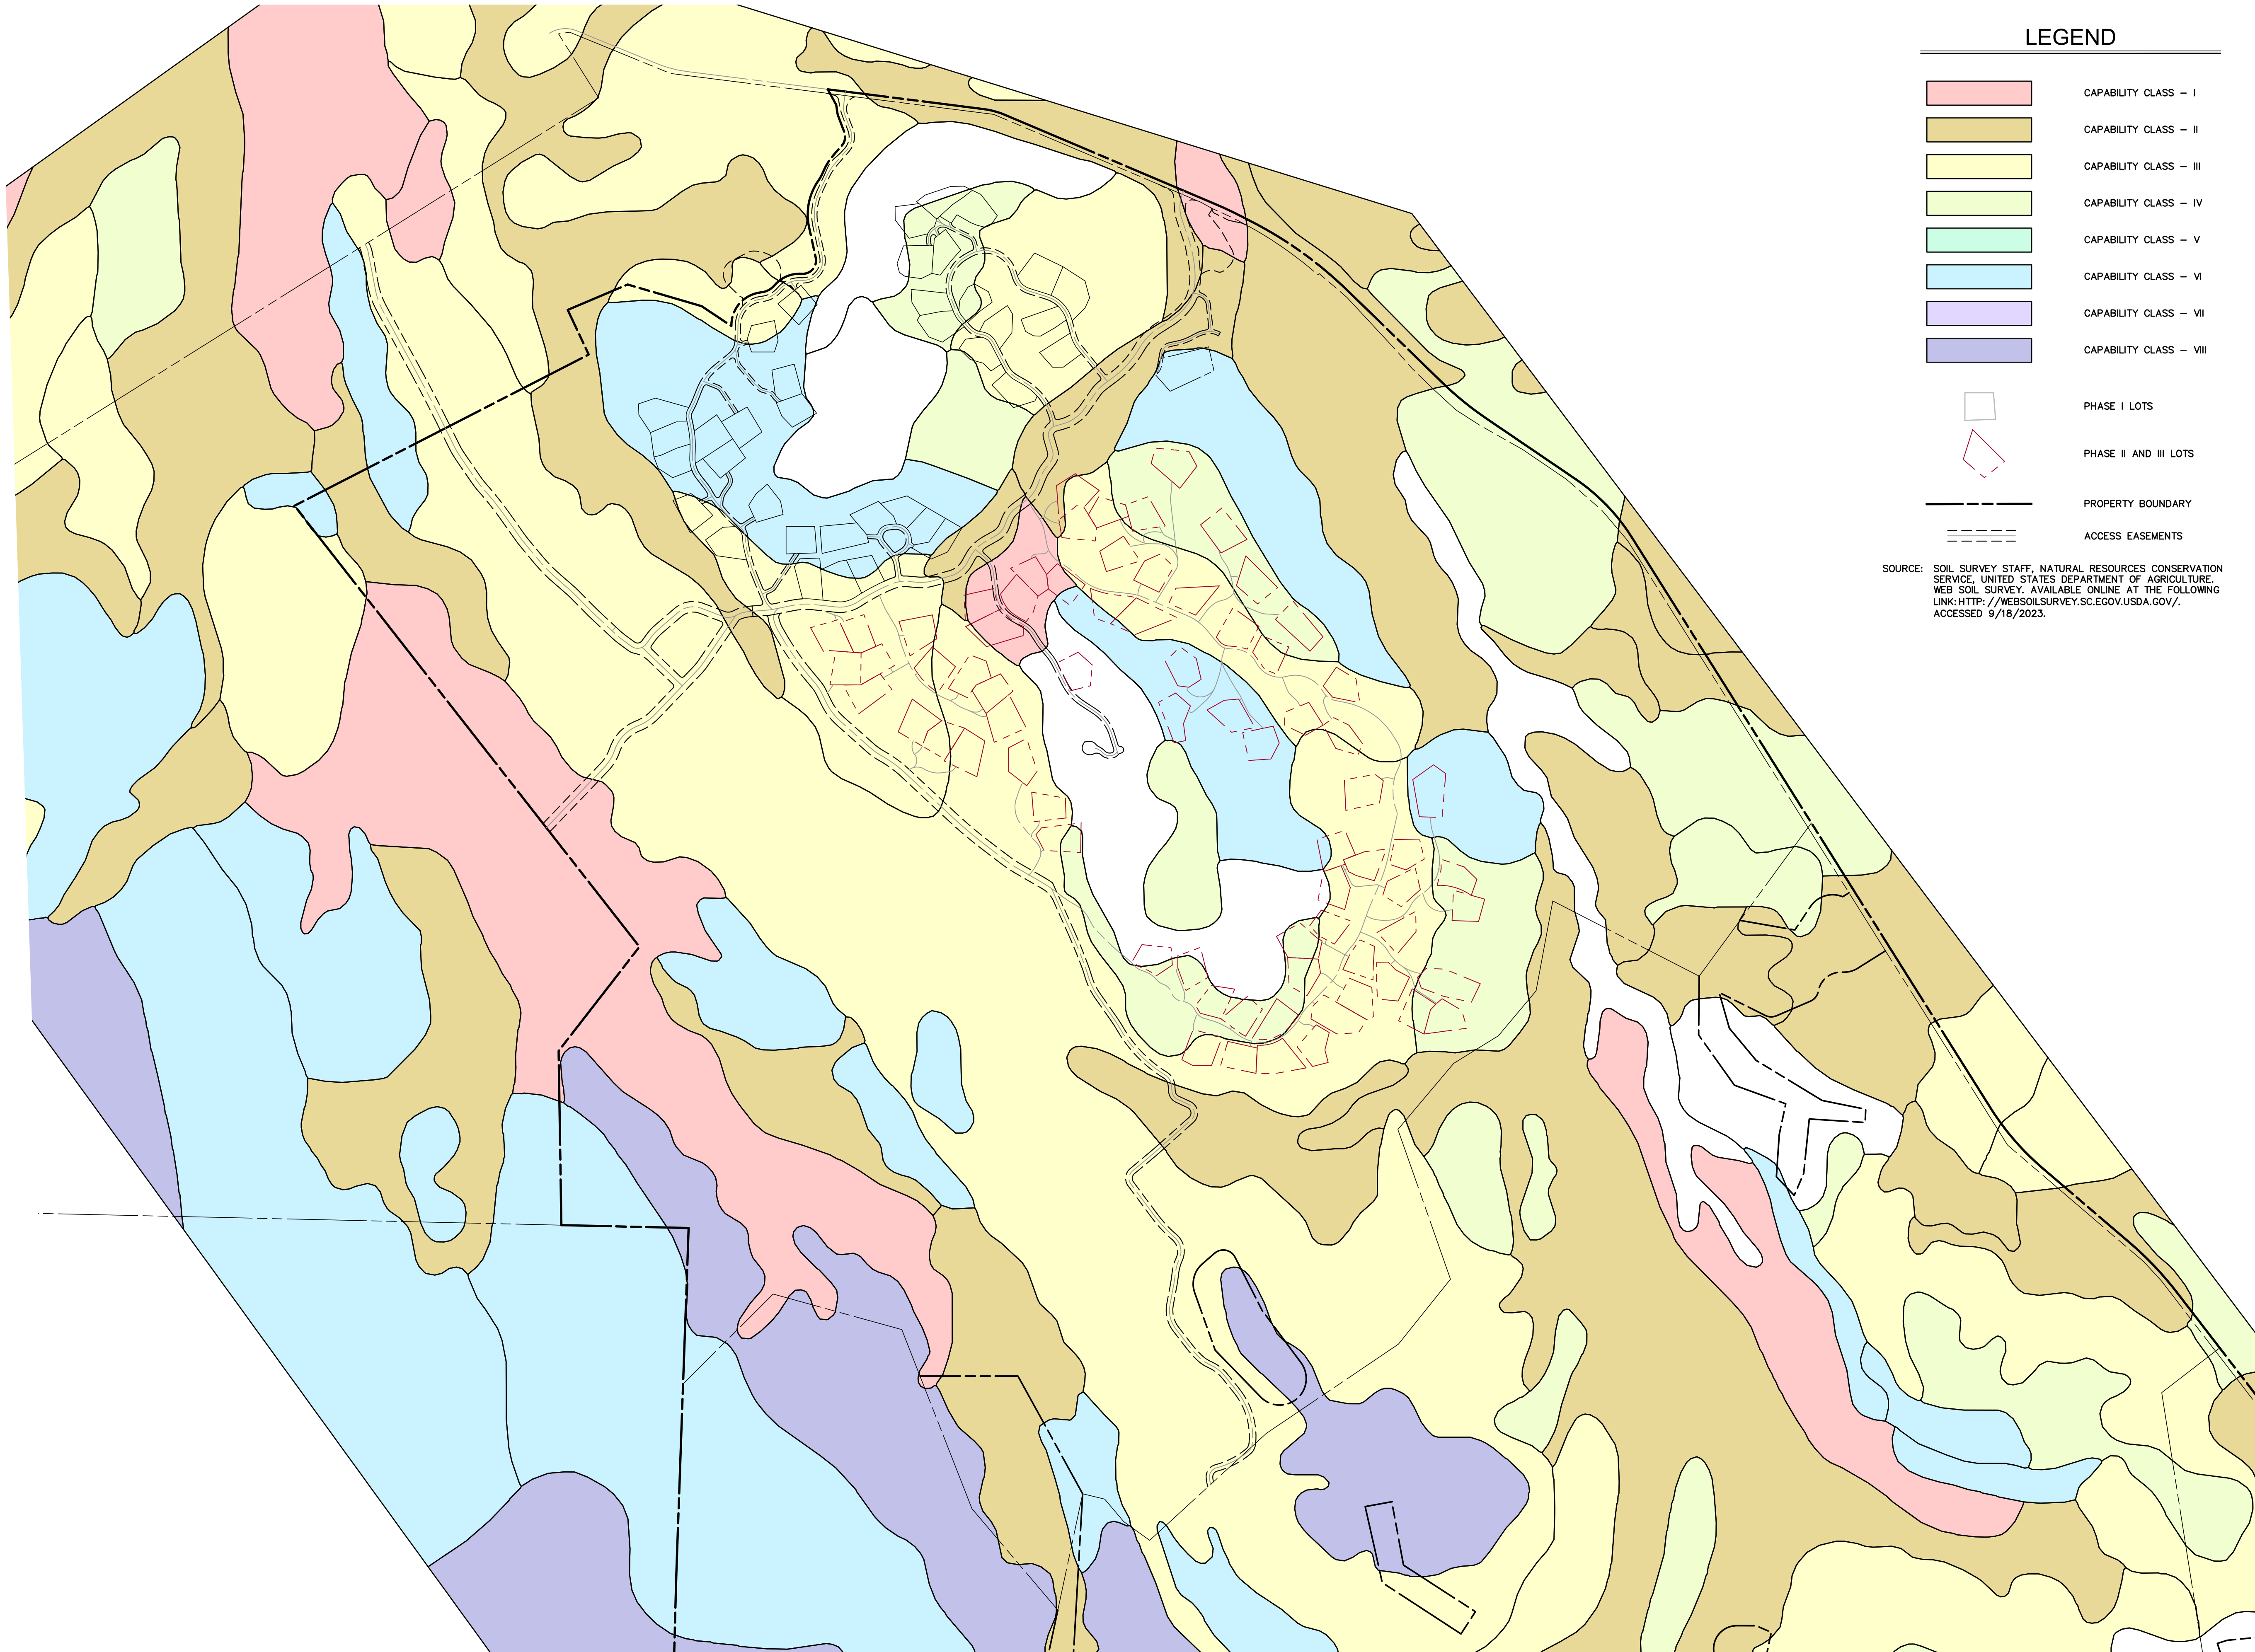 LEGEND
CAPABILITY CLASS – I
CAPABILITY CLASS – II
CAPABILITY CLASS – III
CAPABILITY CLASS – IV
CAPABILITY CLASS – V
CAPABILITY CLASS – VI
CAPABILITY CLASS – VII
CAPABILITY CLASS – VIII
PHASE I LOTS
PHASE II AND III LOTS
PROPERTY BOUNDARY
ACCESS EASEMENTS
SOURCE: SOIL SURVEY STAFF, NATURAL RESOURCES CONSERVATION
SERVICE, UNITED STATES DEPARTMENT OF AGRICULTURE.
WEB SOIL SURVEY. AVAILABLE ONLINE AT THE FOLLOWING
LINK: HTTP://WEBSOILSURVEY.SC.EGOV.USDA.GOV/.
ACCESSED 9/18/2023.